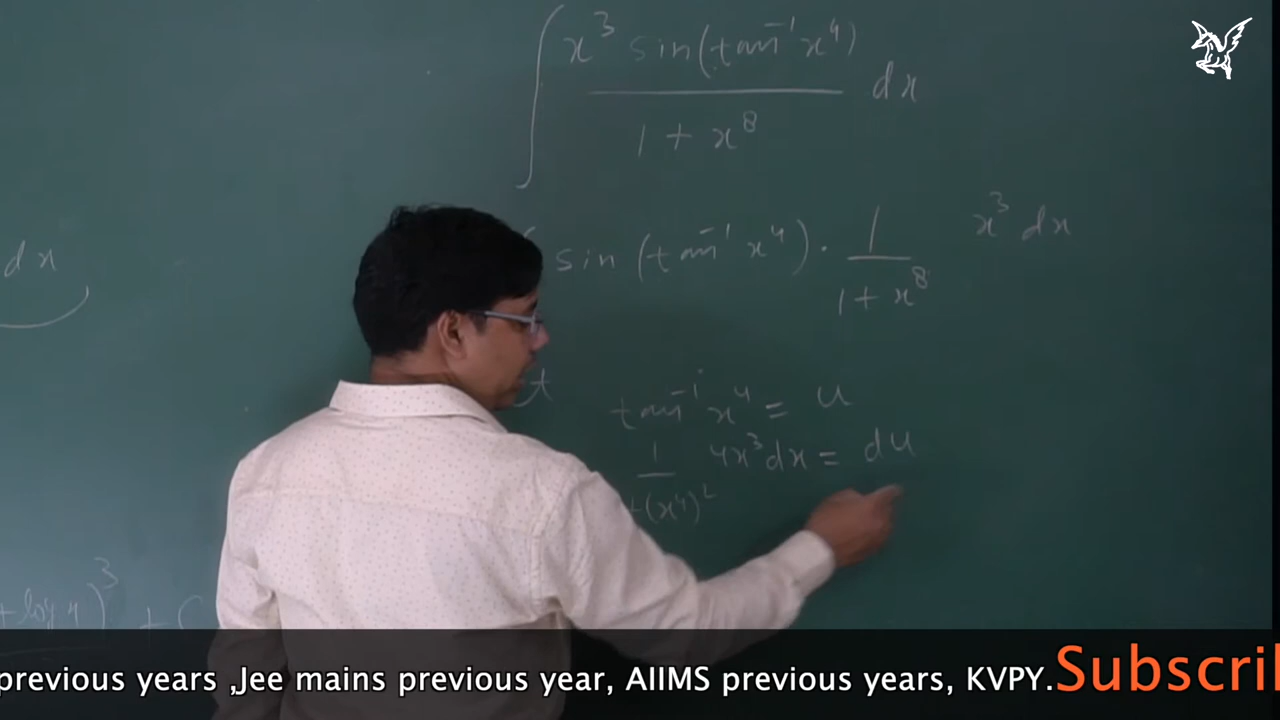 ∫ x³ sin(tan⁻¹x⁴) / 1 + x⁸ dx
dx
sin (tan⁻¹ x⁴) · 1 / 1 + x⁸ x³ dx
t tan⁻¹ x⁴ = u
1 / +(x⁴)² 4x³dx = du
)³ + C
previous years ,Jee mains previous year, AIIMS previous years, KVPY. Subscri